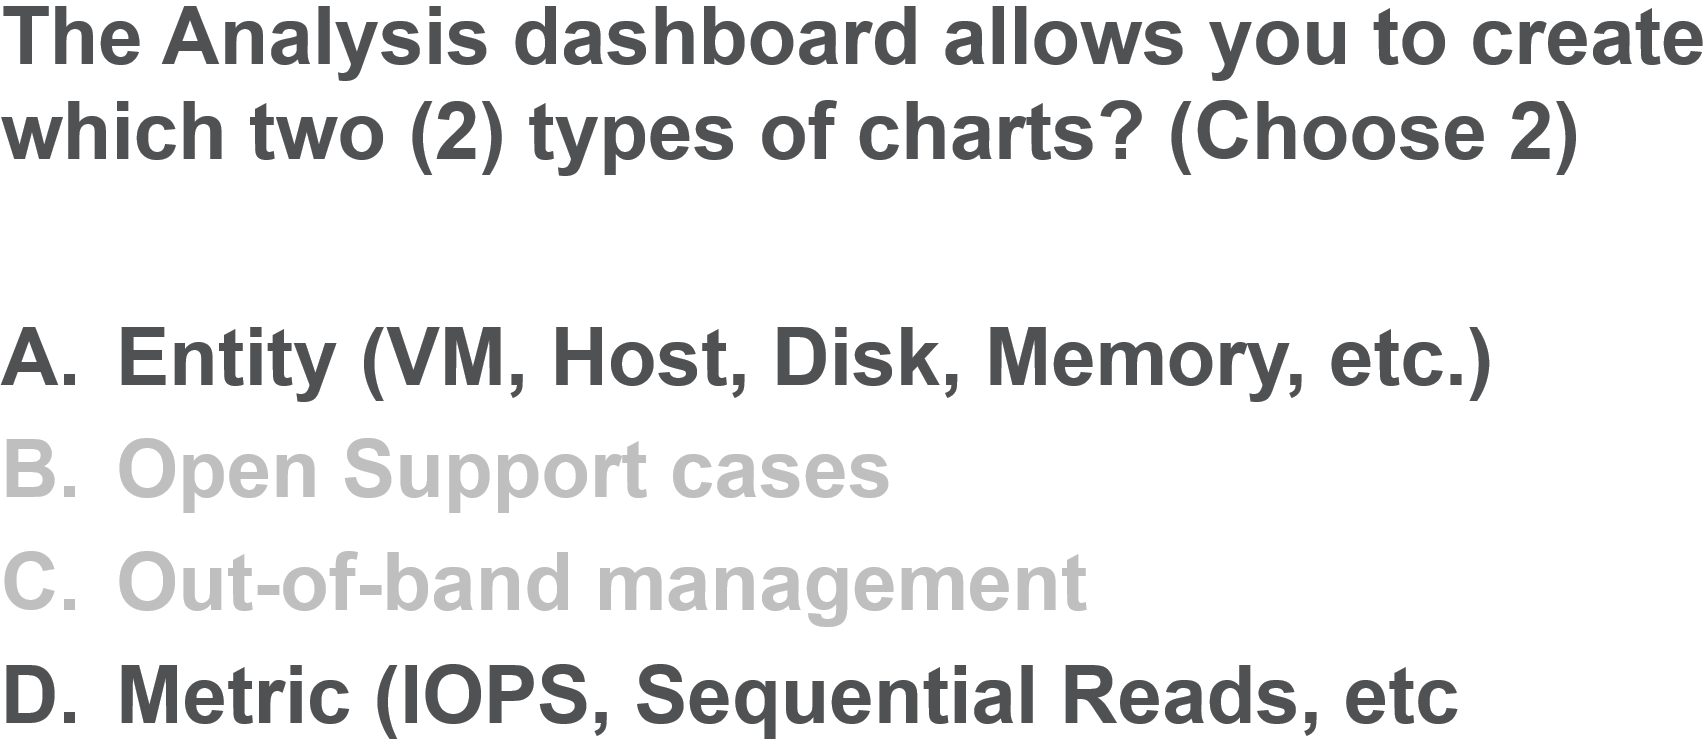 The Analysis dashboard allows you to create
which two (2) types of charts? (Choose 2)
A. Entity (VM, Host, Disk, Memory, etc.)
B. Open Support cases
C. Out-of-band management
D. Metric (IOPS, Sequential Reads, etc